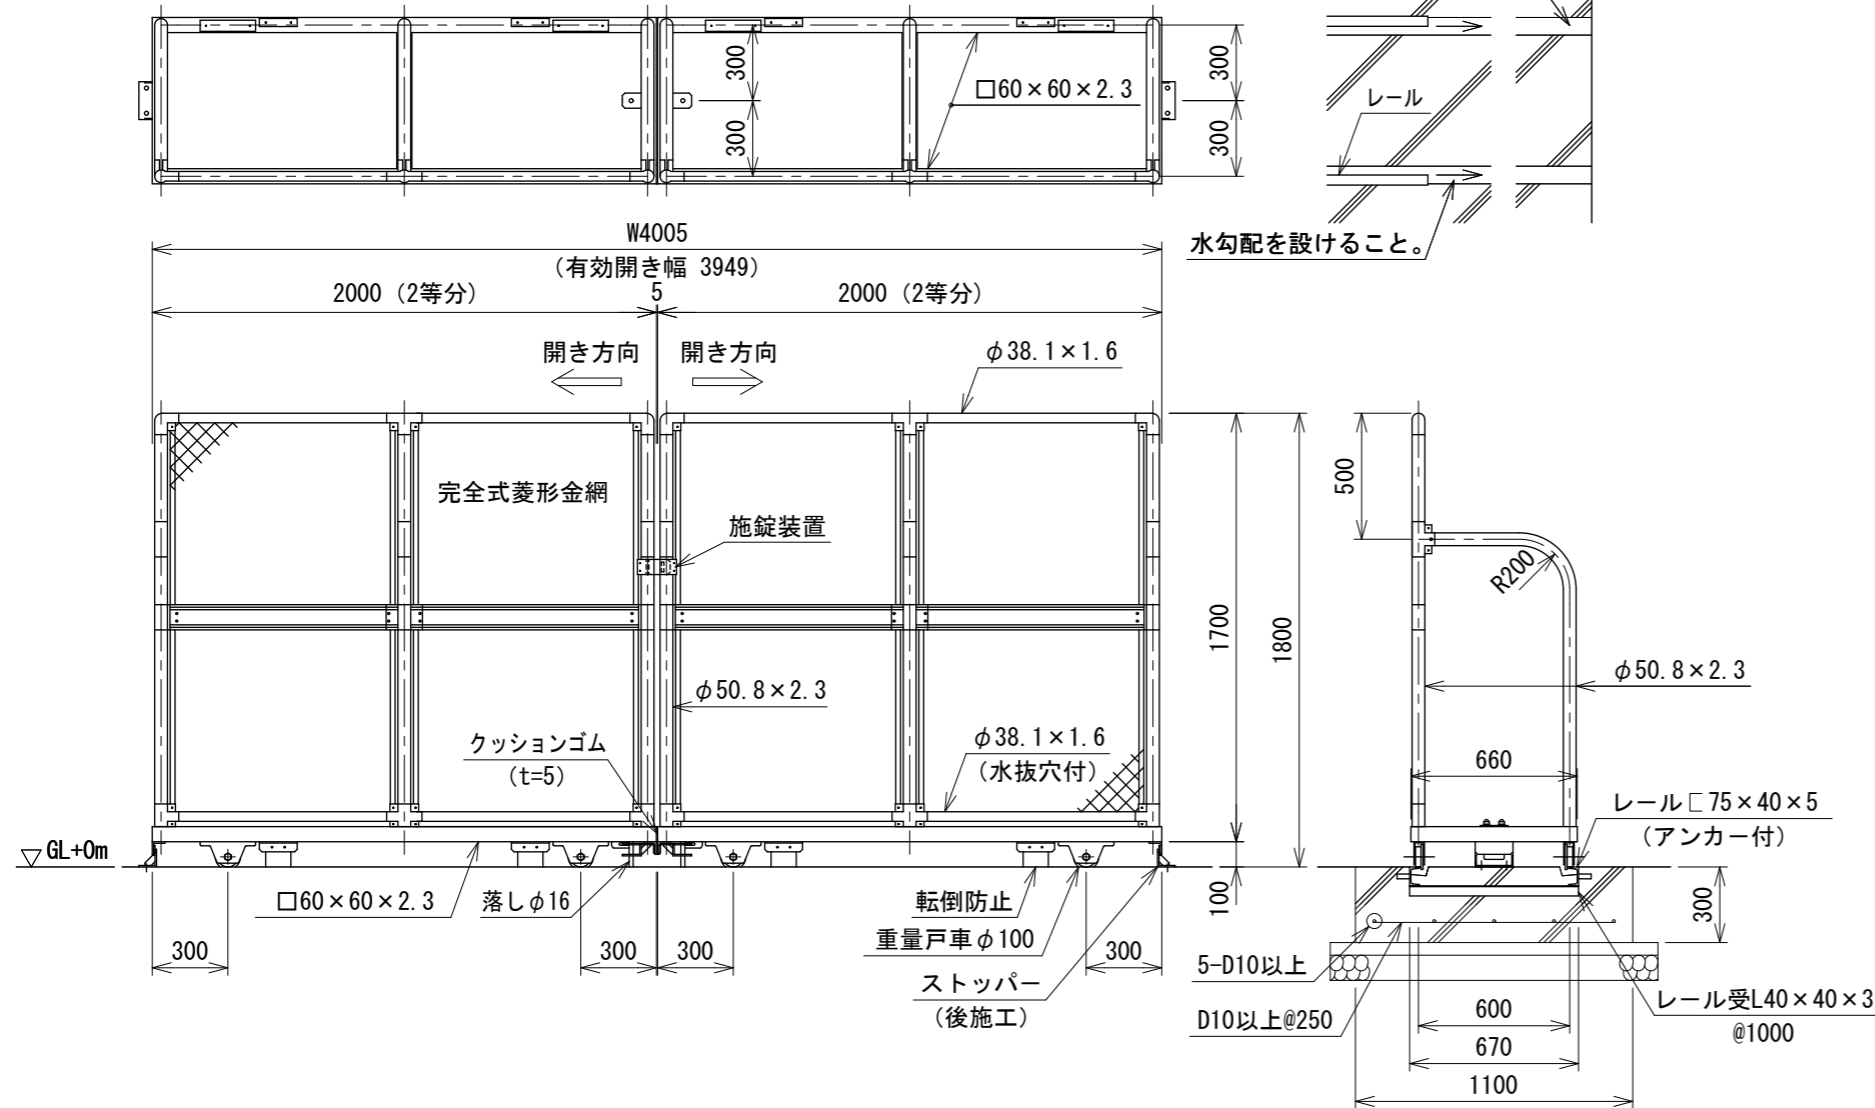 300
300
□60×60×2.3
300
300
レール
水勾配を設けること。
W4005
(有効開き幅 3949)
2000 (2等分)
5
2000 (2等分)
開き方向
開き方向
φ38.1×1.6
完全式菱形金網
施錠装置
φ50.8×2.3
クッションゴム
(t=5)
φ38.1×1.6
(水抜穴付)
1700
1800
100
GL+0m
□60×60×2.3
落しφ16
転倒防止
重量戸車φ100
ストッパー
(後施工)
300
300
300
300
500
R200
φ50.8×2.3
660
レール⊏75×40×5
(アンカー付)
300
5-D10以上
D10以上@250
レール受L40×40×3
@1000
600
670
1100